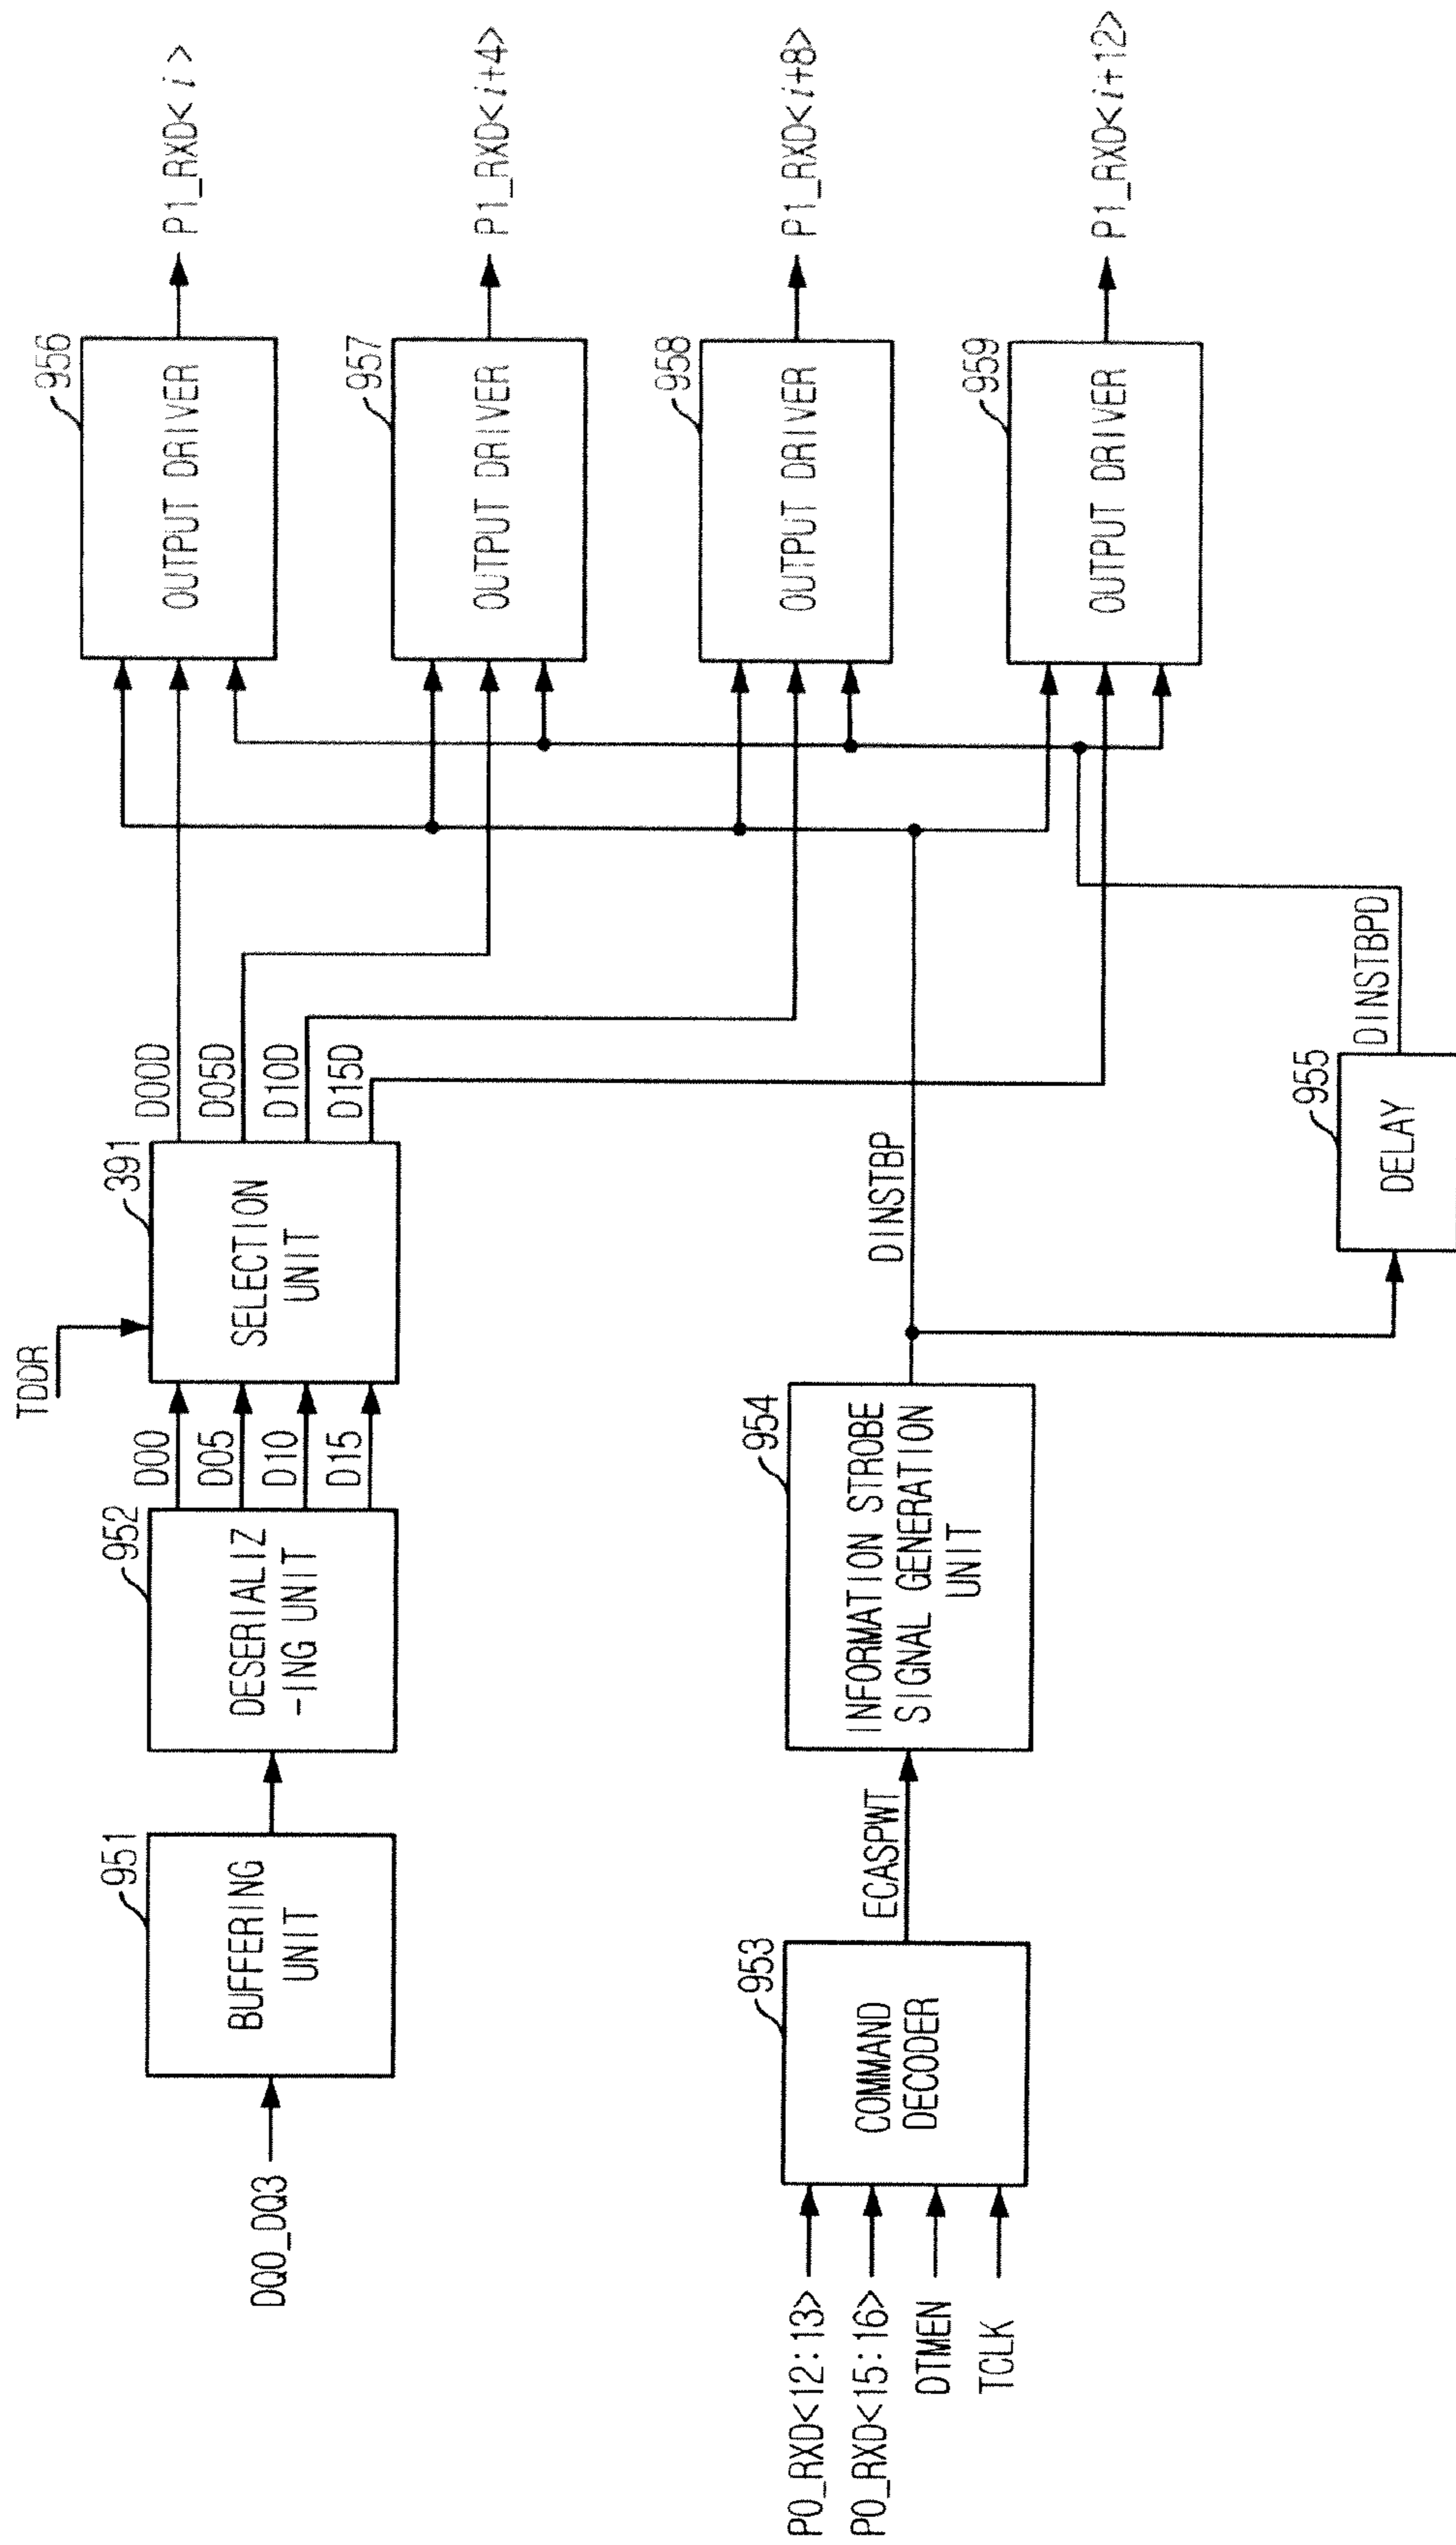 DQ0_DQ3
951
BUFFERING
UNIT
952
DESERIALIZ
-ING UNIT
D00
D05
D10
D15
TDDR
391
SELECTION
UNIT
D00D
D05D
D10D
D15D
956
OUTPUT DRIVER
P1_RXD<i>
957
OUTPUT DRIVER
P1_RXD<i+4>
958
OUTPUT DRIVER
P1_RXD<i+8>
959
OUTPUT DRIVER
P1_RXD<i+12>
P0_RXD<12:13>
P0_RXD<15:16>
DTMEN
TCLK
953
COMMAND
DECODER
ECASPWT
954
INFORMATION STROBE
SIGNAL GENERATION
UNIT
DINSTBP
955
DELAY
DINSTBPD